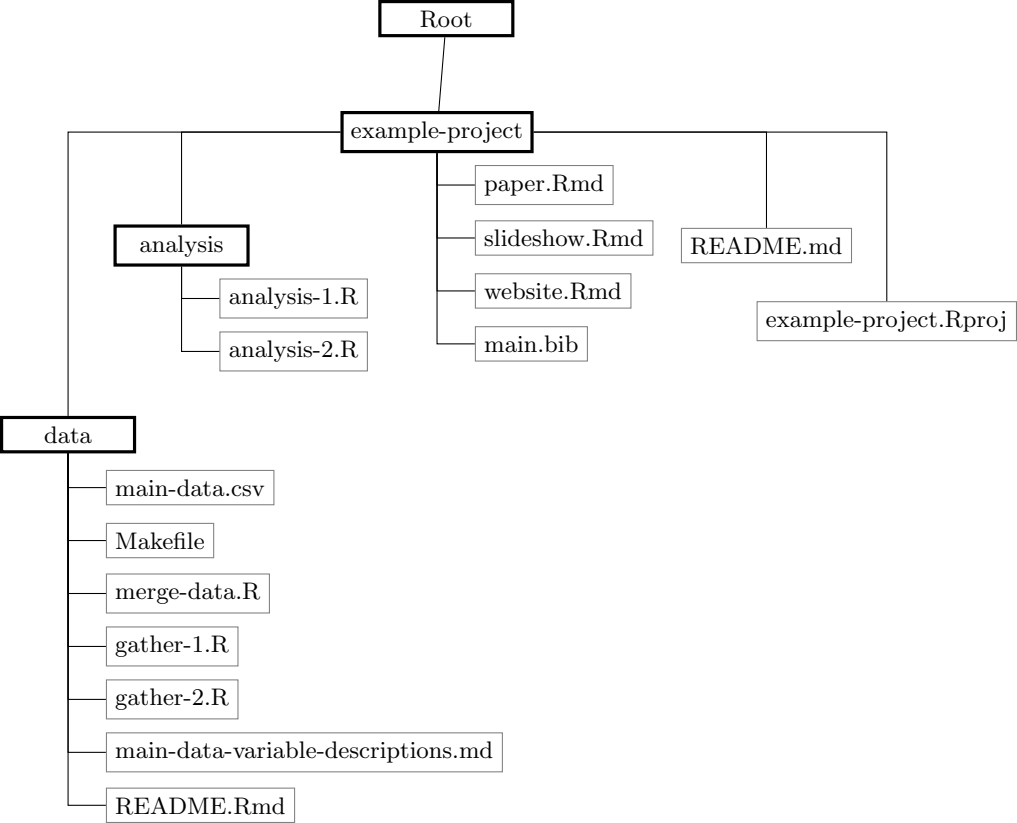 Root
example-project
paper.Rmd
slideshow.Rmd
website.Rmd
main.bib
README.md
example-project.Rproj
analysis
analysis-1.R
analysis-2.R
data
main-data.csv
Makefile
merge-data.R
gather-1.R
gather-2.R
main-data-variable-descriptions.md
README.Rmd